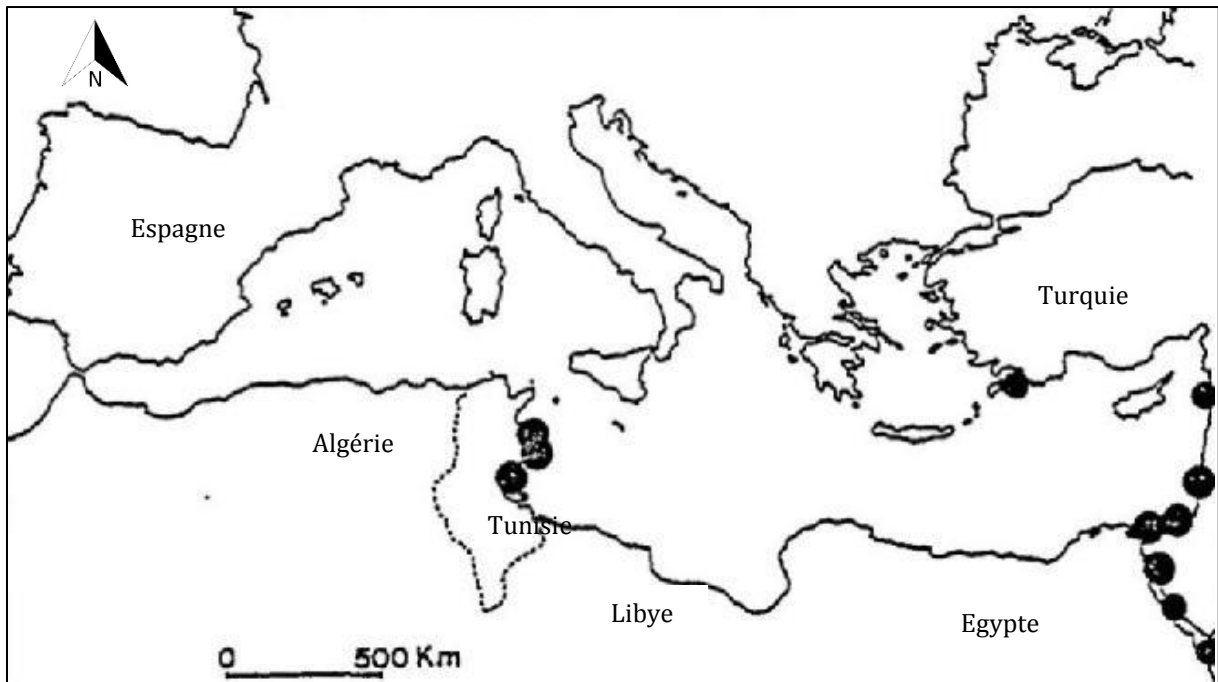 N
Espagne
Turquie
Algérie
Tunisie
Libye
Egypte
0 500 Km